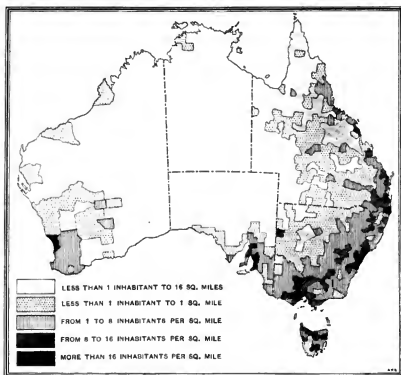 LESS THAN 1 INHABITANT TO 16 SQ. MILES
LESS THAN 1 INHABITANT TO 1 SQ. MILE
FROM 1 TO 8 INHABITANTS PER SQ. MILE
FROM 8 TO 16 INHABITANTS PER SQ. MILE
MORE THAN 16 INHABITANTS PER SQ. MILE